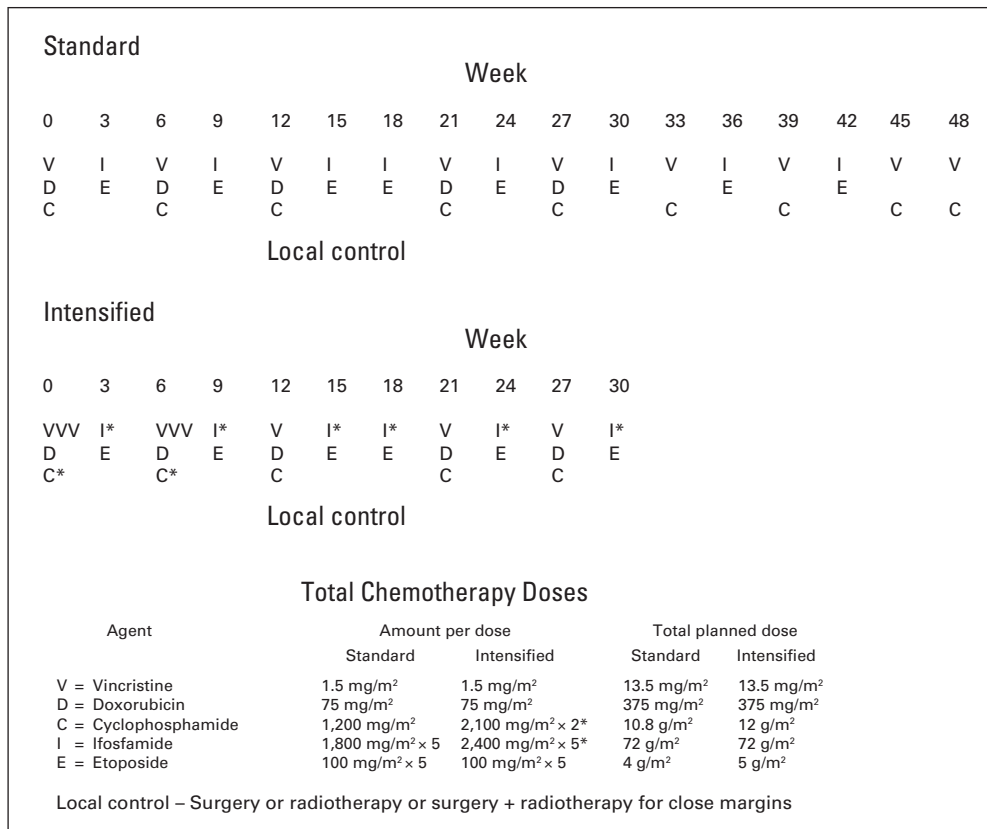 Standard
Week
0 3 6 9 12 15 18 21 24 27 30 33 36 39 42 45 48
V I V I V I I V I V I V I V I V V
D E D E D E E D E D E E E
C C C C C C C C C
Local control
Intensified
Week
0 3 6 9 12 15 18 21 24 27 30
VVV I* VVV I* V I* I* V I* V I*
D E D E D E E D E D E
C* C* C C C
Local control
Total Chemotherapy Doses
Agent Amount per dose Total planned dose
Standard Intensified Standard Intensified
V = Vincristine 1.5 mg/m² 1.5 mg/m² 13.5 mg/m² 13.5 mg/m²
D = Doxorubicin 75 mg/m² 75 mg/m² 375 mg/m² 375 mg/m²
C = Cyclophosphamide 1,200 mg/m² 2,100 mg/m² × 2* 10.8 g/m² 12 g/m²
I = Ifosfamide 1,800 mg/m² × 5 2,400 mg/m² × 5* 72 g/m² 72 g/m²
E = Etoposide 100 mg/m² × 5 100 mg/m² × 5 4 g/m² 5 g/m²
Local control – Surgery or radiotherapy or surgery + radiotherapy for close margins